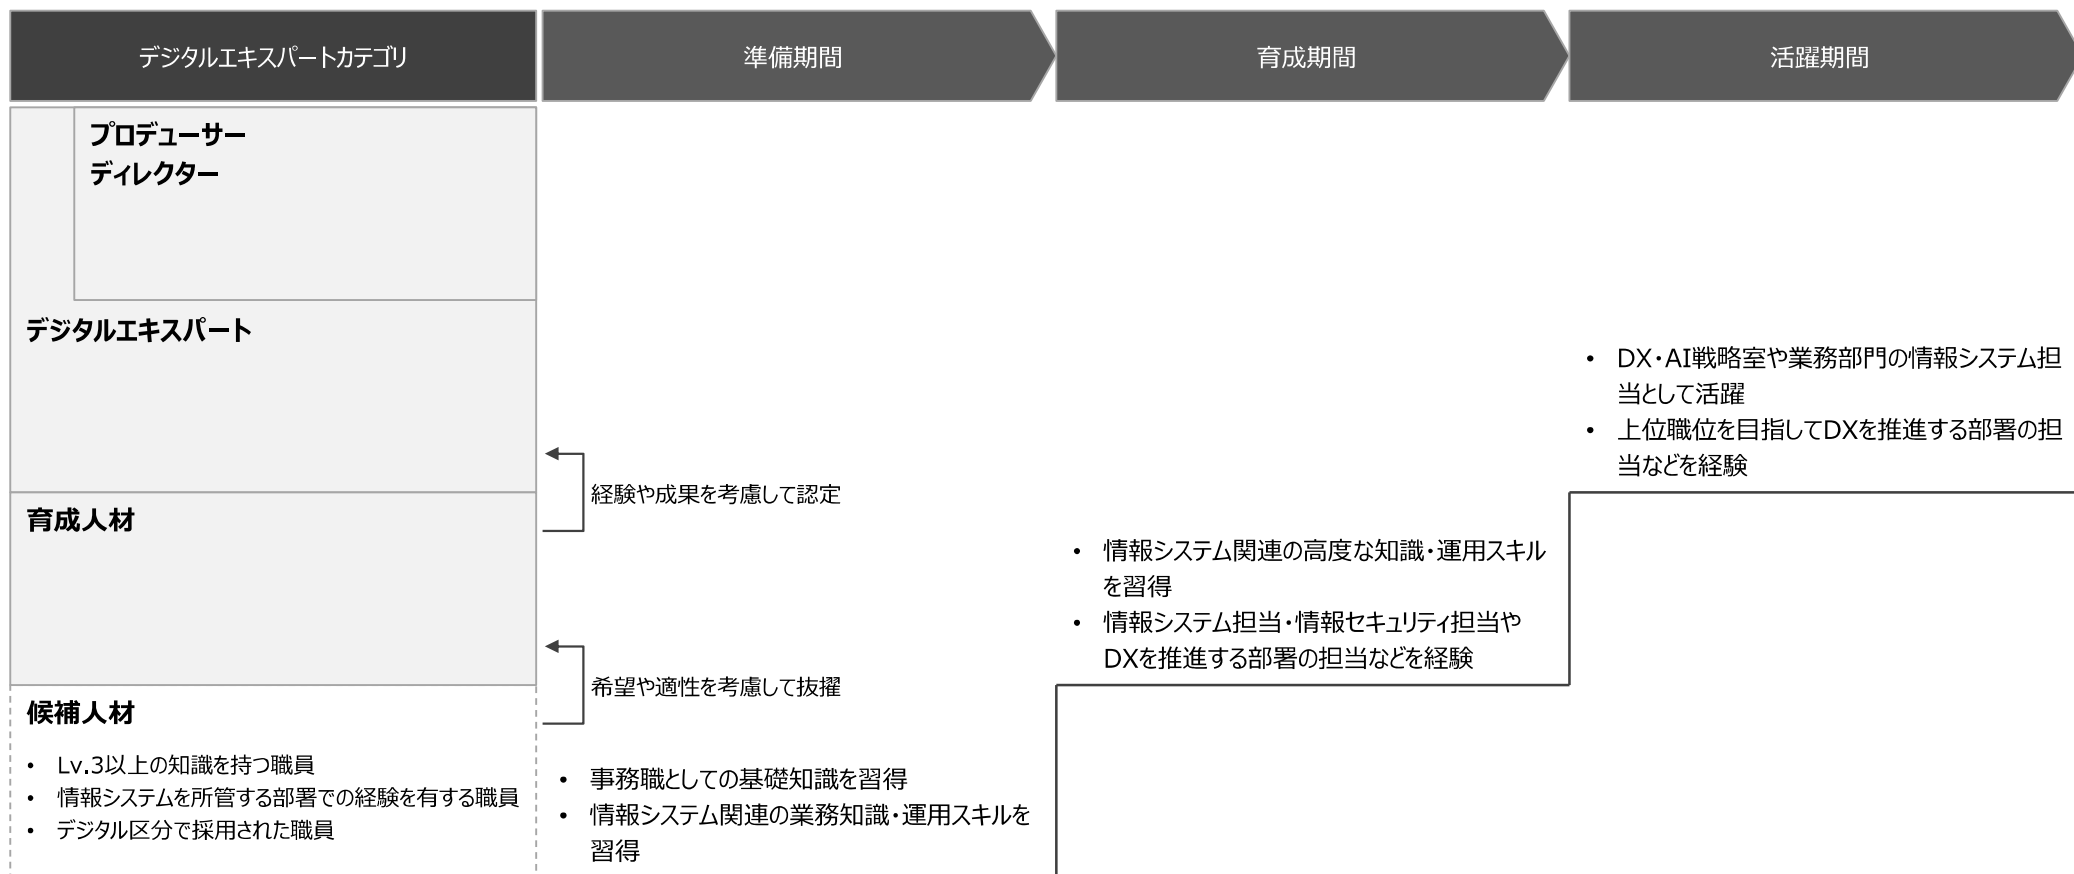 デジタルエキスパートカテゴリ
準備期間
育成期間
活躍期間
プロデューサー
ディレクター
デジタルエキスパート
• DX・AI戦略室や業務部門の情報システム担
当として活躍
• 上位職位を目指してDXを推進する部署の担
当などを経験
経験や成果を考慮して認定
育成人材
• 情報システム関連の高度な知識・運用スキル
を習得
• 情報システム担当・情報セキュリティ担当や
DXを推進する部署の担当などを経験
希望や適性を考慮して抜擢
候補人材
• Lv.3以上の知識を持つ職員
• 情報システムを所管する部署での経験を有する職員
• デジタル区分で採用された職員
• 事務職としての基礎知識を習得
• 情報システム関連の業務知識・運用スキルを
習得